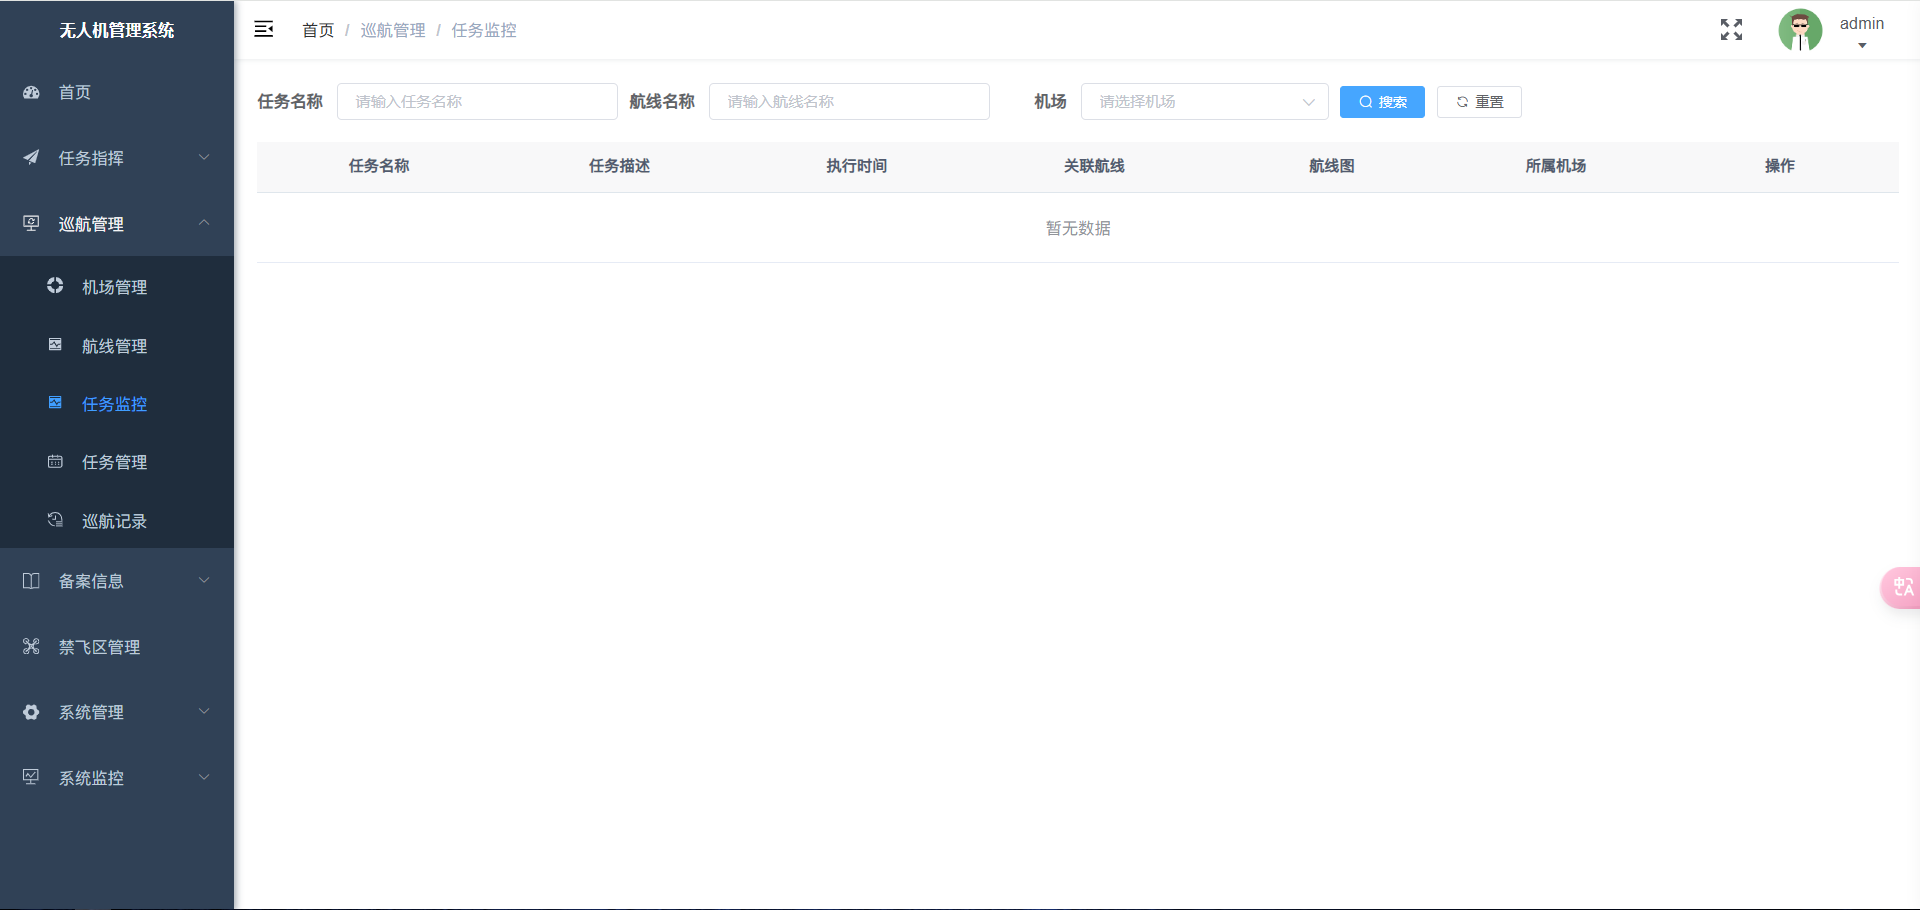 无人机管理系统
首页 / 巡航管理 / 任务监控
admin
首页
任务指挥
巡航管理
机场管理
航线管理
任务监控
任务管理
巡航记录
备案信息
禁飞区管理
系统管理
系统监控
任务名称 请输入任务名称 航线名称 请输入航线名称 机场 请选择机场 搜索 重置
任务名称 任务描述 执行时间 关联航线 航线图 所属机场 操作
暂无数据
中A